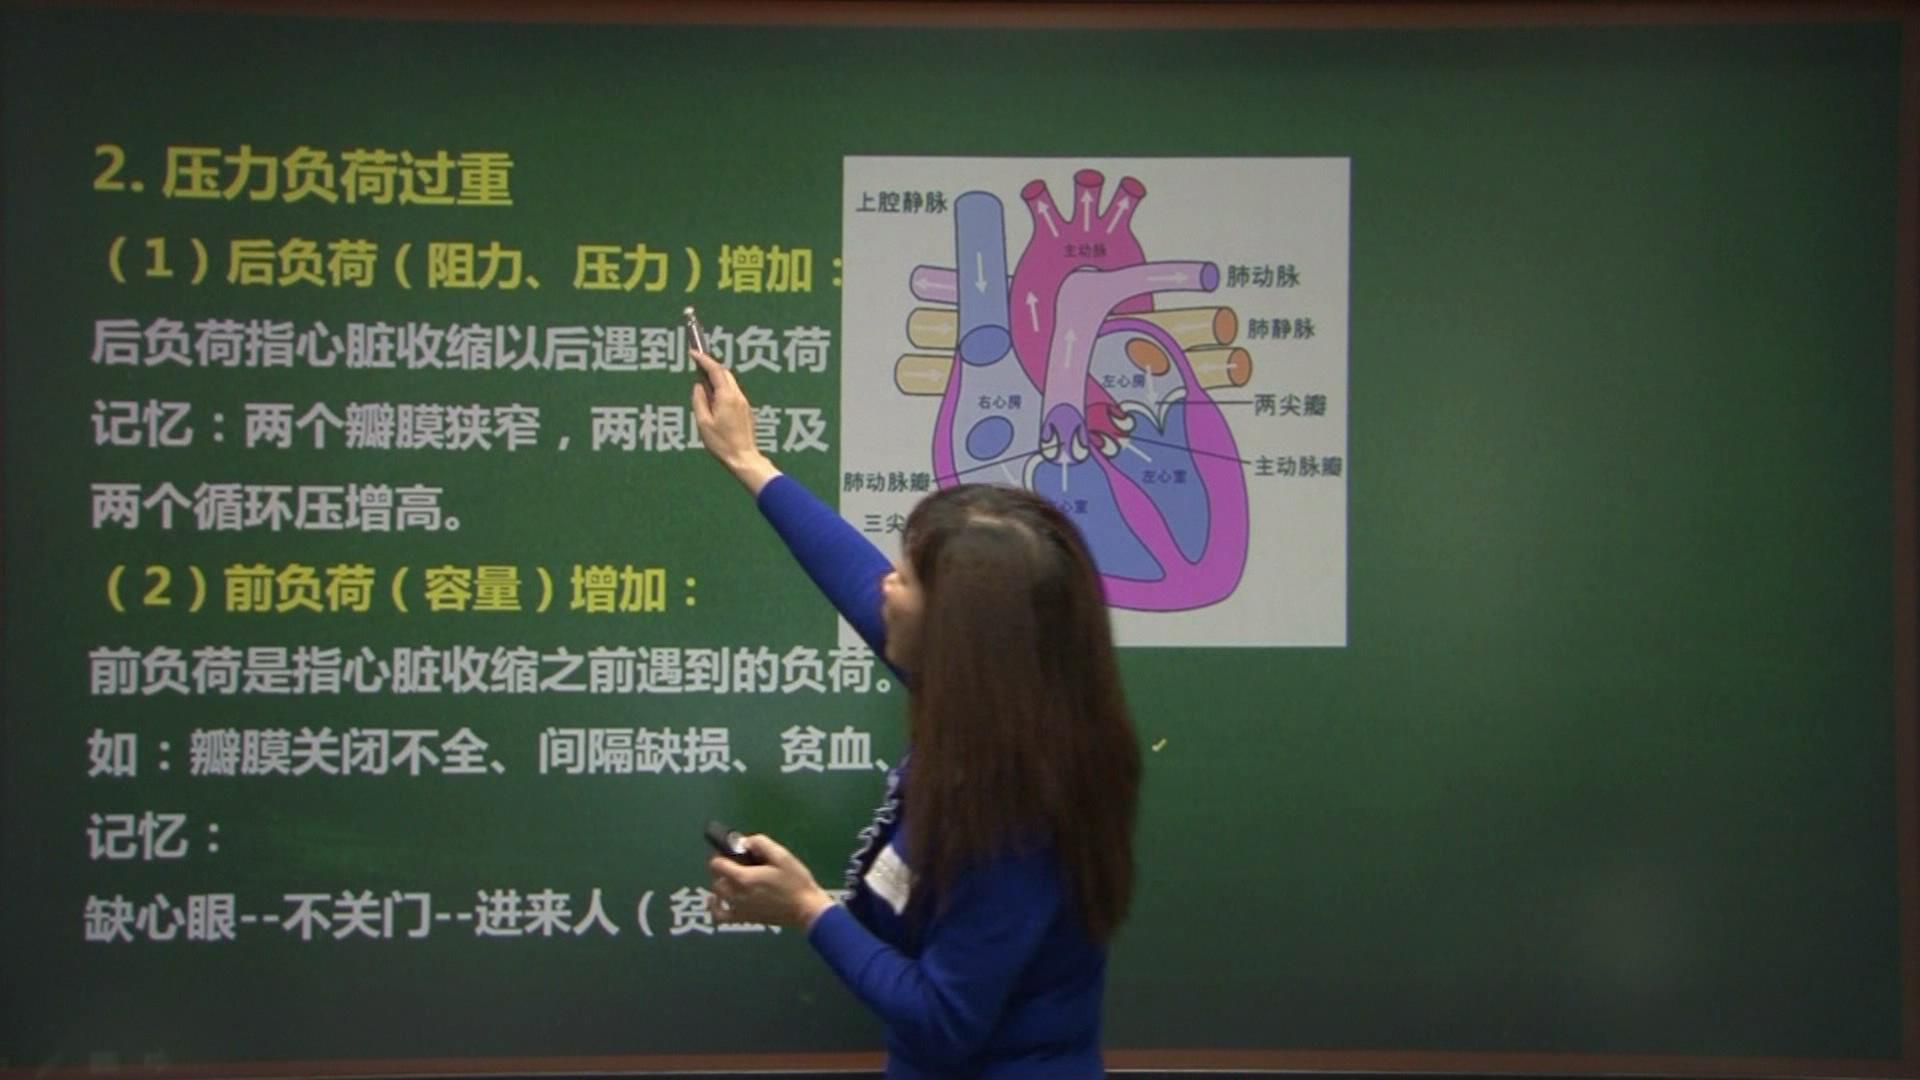 2. 压力负荷过重
（1）后负荷（阻力、压力）增加：
后负荷指心脏收缩以后遇到的负荷
记忆：两个瓣膜狭窄，两根血管及
两个循环压增高。
（2）前负荷（容量）增加：
前负荷是指心脏收缩之前遇到的负荷。
如：瓣膜关闭不全、间隔缺损、贫血、
记忆：
缺心眼--不关门--进来人（贫血、
上腔静脉
主动脉
肺动脉
肺静脉
左心房
右心房
两尖瓣
主动脉瓣
左心室
肺动脉瓣
心室
三尖